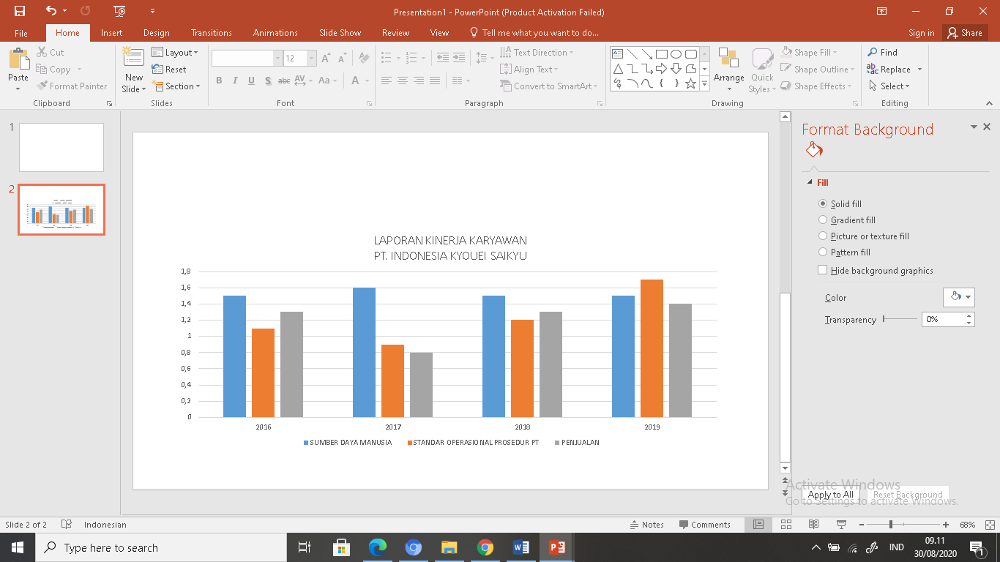 Presentation1 - PowerPoint (Product Activation Failed)
File Home Insert Design Transitions Animations Slide Show Review View Tell me what you want to do... Sign in Share
Paste
Cut
Copy
Format Painter
Clipboard
New Slide
Layout
Reset
Section
Slides
12
B I U S abc AV Aa A
Font
Text Direction
Align Text
Convert to SmartArt
Paragraph
Arrange
Quick Styles
Shape Fill
Shape Outline
Shape Effects
Drawing
Find
Replace
Select
Editing
1
2
LAPORAN KINERJA KARYAWAN
PT. INDONESIA KYOUEI SAIKYU
1,8
1,6
1,4
1,2
1
0,8
0,6
0,4
0,2
0
2016 2017 2018 2019
SUMBER DAYA MANUSIA STANDAR OPERASIONAL PROSEDUR PT PENJUALAN
Format Background
Fill
Solid fill
Gradient fill
Picture or texture fill
Pattern fill
Hide background graphics
Color
Transparency 0%
Activate Windows
Go to Settings to activate Windows.
Apply to All Reset Background
Slide 2 of 2 Indonesian Notes Comments 68%
Type here to search
IND
09.11
30/08/2020
1